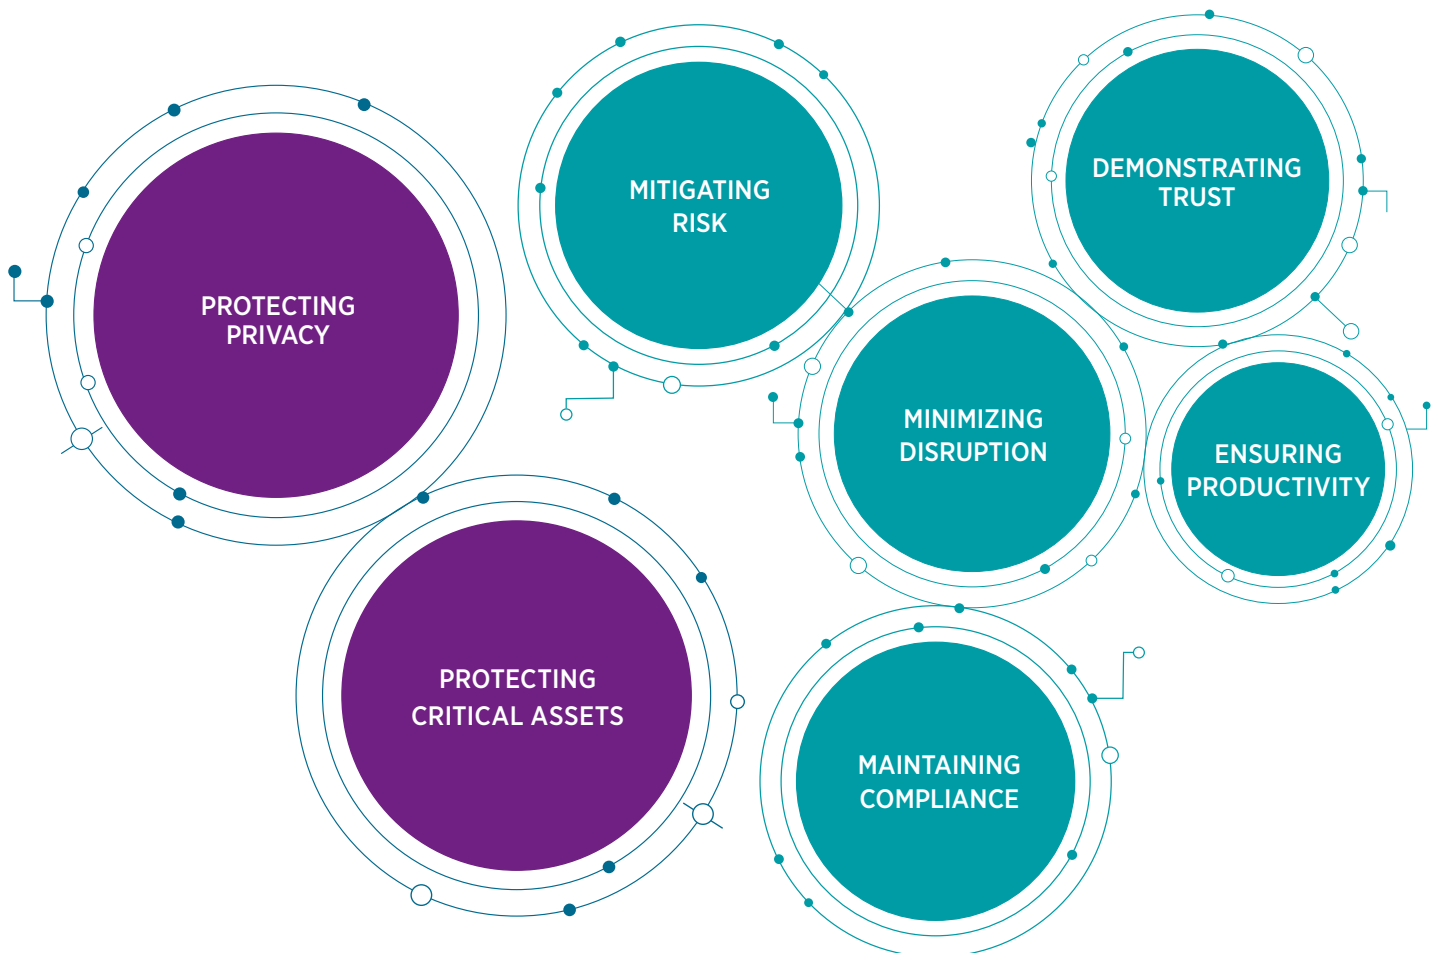 PROTECTING
PRIVACY
MITIGATING
RISK
DEMONSTRATING
TRUST
MINIMIZING
DISRUPTION
ENSURING
PRODUCTIVITY
PROTECTING
CRITICAL ASSETS
MAINTAINING
COMPLIANCE